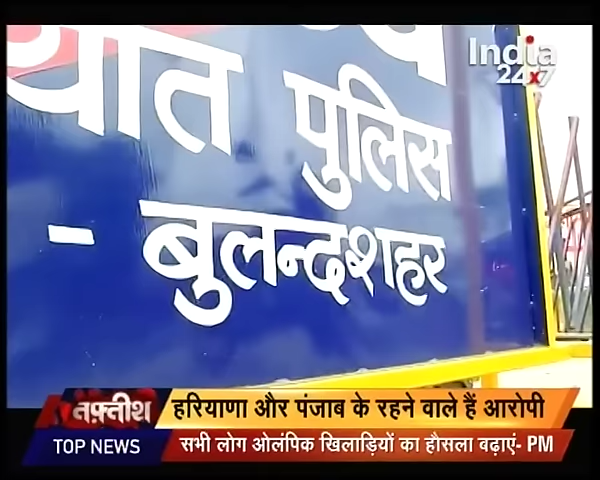 India
24x7
यात पुलिस
- बुलन्दशहर
तफ़्तीश
हरियाणा और पंजाब के रहने वाले हैं आरोपी
TOP NEWS
सभी लोग ओलंपिक खिलाड़ियों का हौसला बढ़ाएं- PM